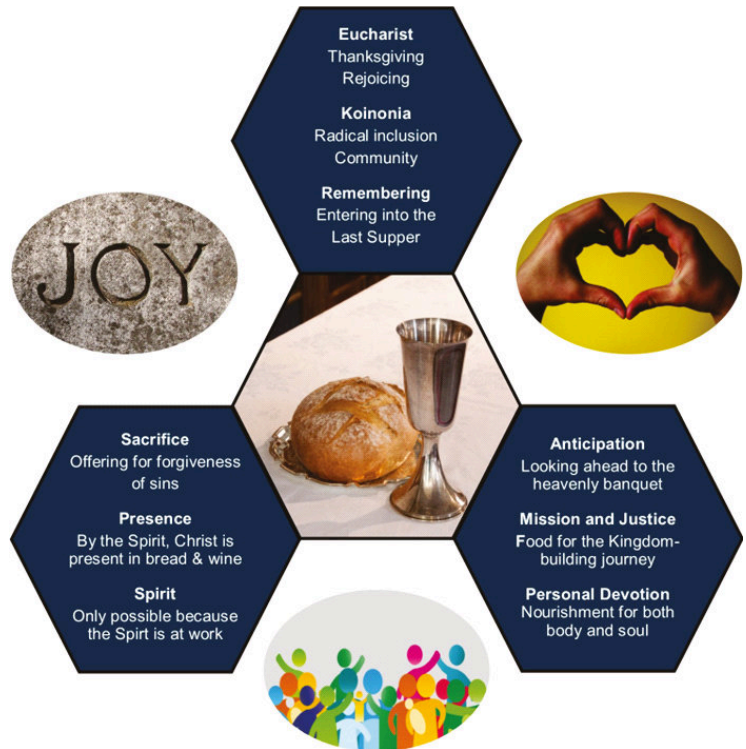 Eucharist
Thanksgiving
Rejoicing
Koinonia
Radical inclusion
Community
Remembering
Entering into the
Last Supper
JOY
Sacrifice
Offering for forgiveness
of sins
Presence
By the Spirit, Christ is
present in bread & wine
Spirit
Only possible because
the Spirt is at work
Anticipation
Looking ahead to the
heavenly banquet
Mission and Justice
Food for the Kingdom-
building journey
Personal Devotion
Nourishment for both
body and soul